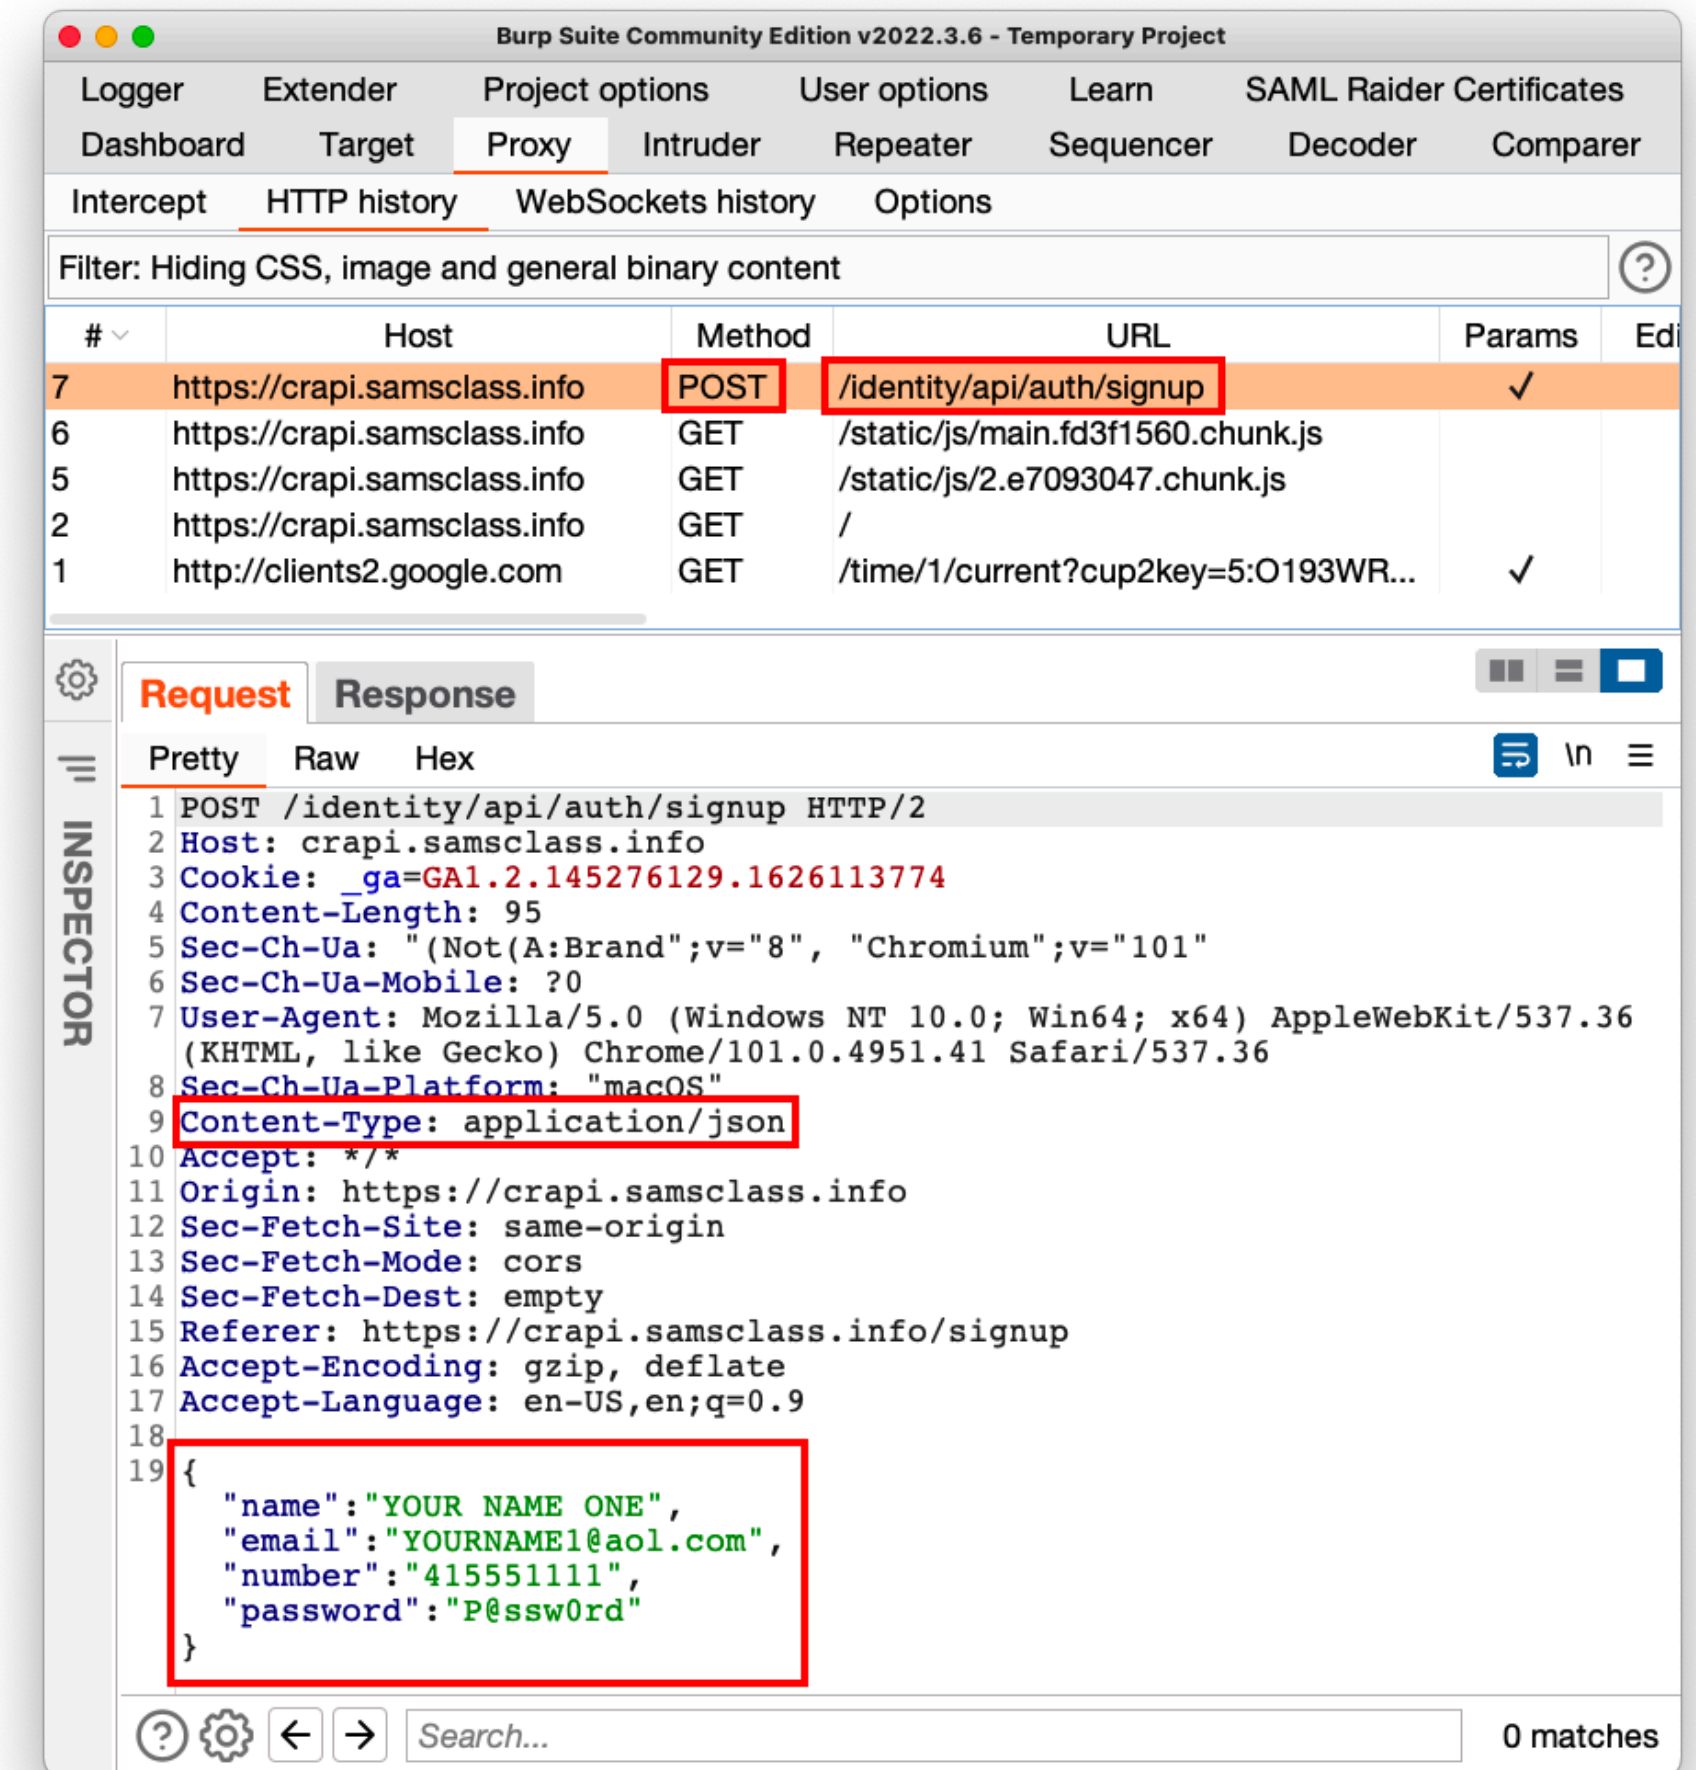 Burp Suite Community Edition v2022.3.6 - Temporary Project
Logger Extender Project options User options Learn SAML Raider Certificates
Dashboard Target Proxy Intruder Repeater Sequencer Decoder Comparer
Intercept HTTP history WebSockets history Options
Filter: Hiding CSS, image and general binary content ?
# Host Method URL Params Edi
7 https://crapi.samsclass.info POST /identity/api/auth/signup ✓
6 https://crapi.samsclass.info GET /static/js/main.fd3f1560.chunk.js
5 https://crapi.samsclass.info GET /static/js/2.e7093047.chunk.js
2 https://crapi.samsclass.info GET /
1 http://clients2.google.com GET /time/1/current?cup2key=5:O193WR... ✓
Request Response
Pretty Raw Hex \n
INSPECTOR
1 POST /identity/api/auth/signup HTTP/2
2 Host: crapi.samsclass.info
3 Cookie: _ga=GA1.2.145276129.1626113774
4 Content-Length: 95
5 Sec-Ch-Ua: "(Not(A:Brand";v="8", "Chromium";v="101"
6 Sec-Ch-Ua-Mobile: ?0
7 User-Agent: Mozilla/5.0 (Windows NT 10.0; Win64; x64) AppleWebKit/537.36
(KHTML, like Gecko) Chrome/101.0.4951.41 Safari/537.36
8 Sec-Ch-Ua-Platform: "macOS"
9 Content-Type: application/json
10 Accept: */*
11 Origin: https://crapi.samsclass.info
12 Sec-Fetch-Site: same-origin
13 Sec-Fetch-Mode: cors
14 Sec-Fetch-Dest: empty
15 Referer: https://crapi.samsclass.info/signup
16 Accept-Encoding: gzip, deflate
17 Accept-Language: en-US,en;q=0.9
18
19 {
"name":"YOUR NAME ONE",
"email":"YOURNAME1@aol.com",
"number":"415551111",
"password":"P@ssw0rd"
}
? Search... 0 matches